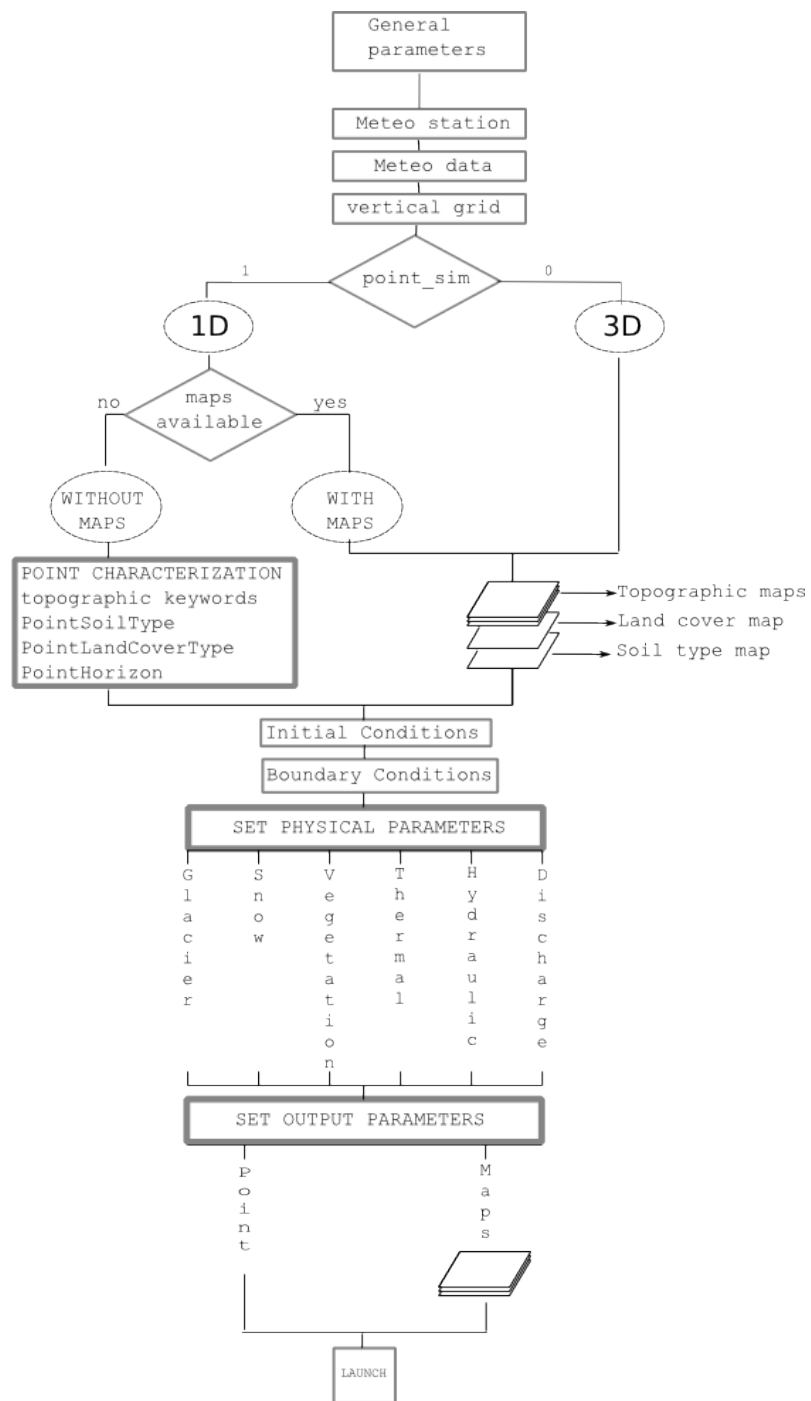 General
parameters
Meteo station
Meteo data
vertical grid
1
point_sim
0
1D
3D
no
maps
available
yes
WITHOUT
MAPS
WITH
MAPS
POINT CHARACTERIZATION
topographic keywords
PointSoilType
PointLandCoverType
PointHorizon
Topographic maps
Land cover map
Soil type map
Initial Conditions
Boundary Conditions
SET PHYSICAL PARAMETERS
Glacier
Snow
Vegetation
Thermal
Hydraulic
Discharge
SET OUTPUT PARAMETERS
Point
Maps
LAUNCH